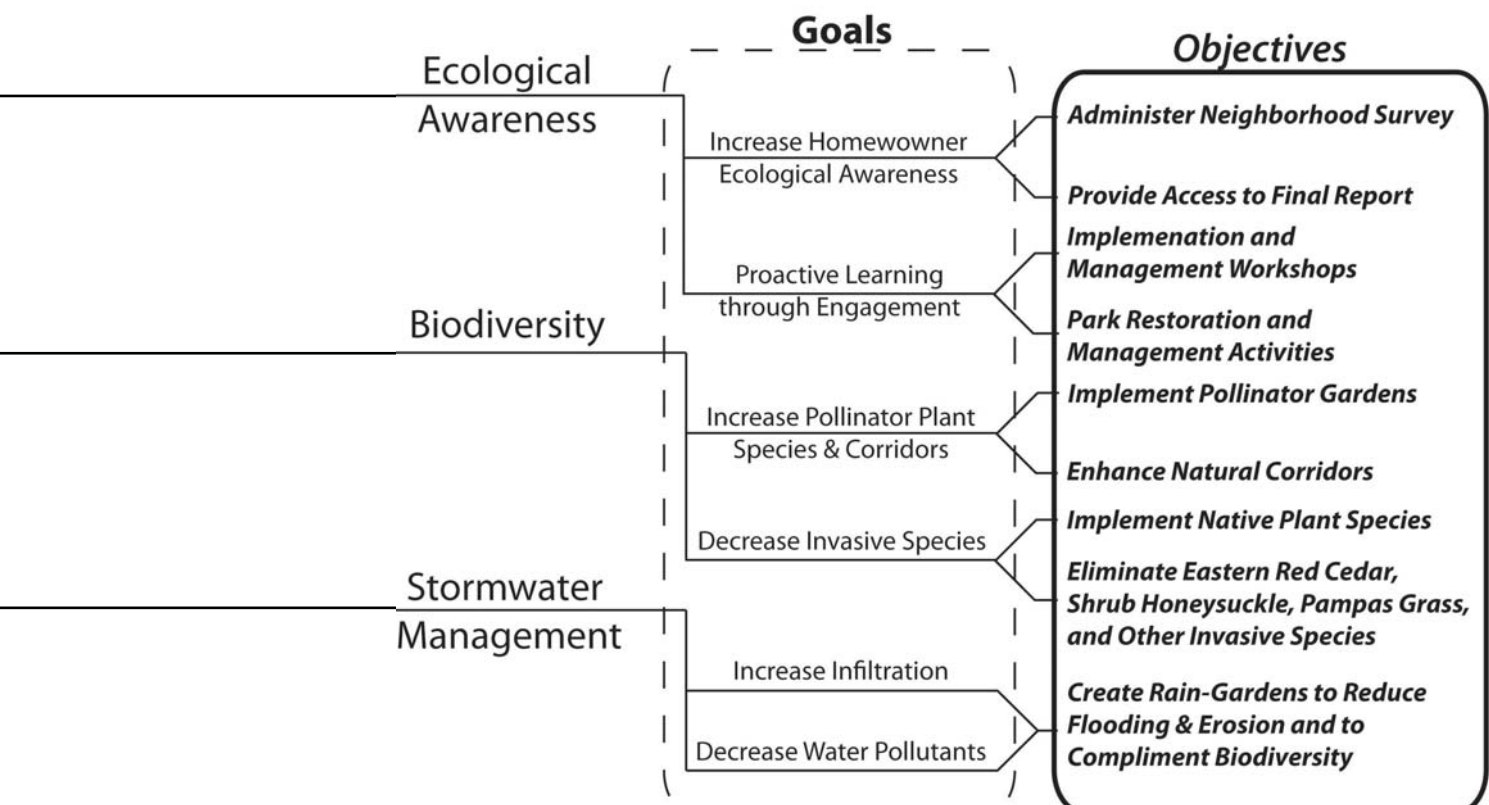 Goals
Objectives
Ecological
Awareness
Increase Homewowner
Ecological Awareness
Administer Neighborhood Survey
Provide Access to Final Report
Proactive Learning
through Engagement
Implemenation and
Management Workshops
Park Restoration and
Management Activities
Biodiversity
Increase Pollinator Plant
Species & Corridors
Implement Pollinator Gardens
Enhance Natural Corridors
Decrease Invasive Species
Implement Native Plant Species
Eliminate Eastern Red Cedar,
Shrub Honeysuckle, Pampas Grass,
and Other Invasive Species
Stormwater
Management
Increase Infiltration
Decrease Water Pollutants
Create Rain-Gardens to Reduce
Flooding & Erosion and to
Compliment Biodiversity